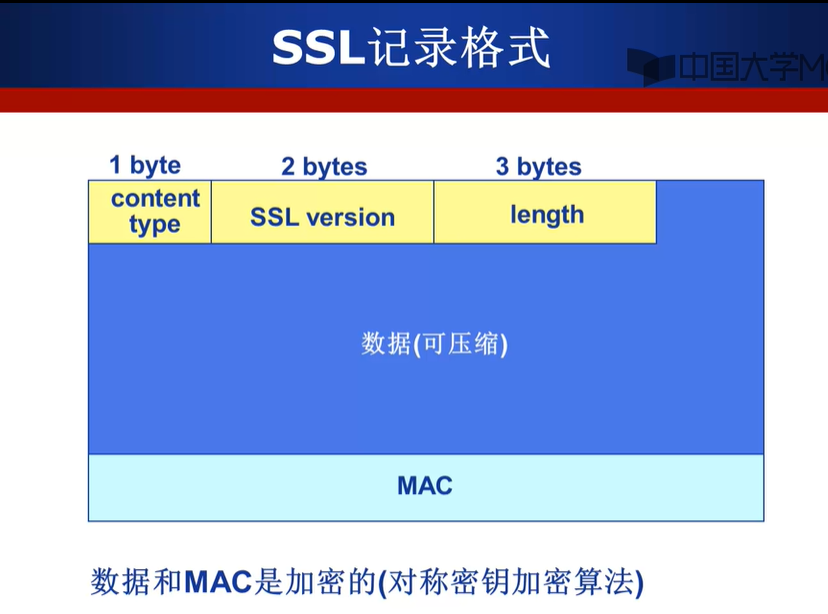 SSL记录格式
中国大学M
1 byte 2 bytes 3 bytes
content
type
SSL version
length
数据(可压缩)
MAC
数据和MAC是加密的(对称密钥加密算法)